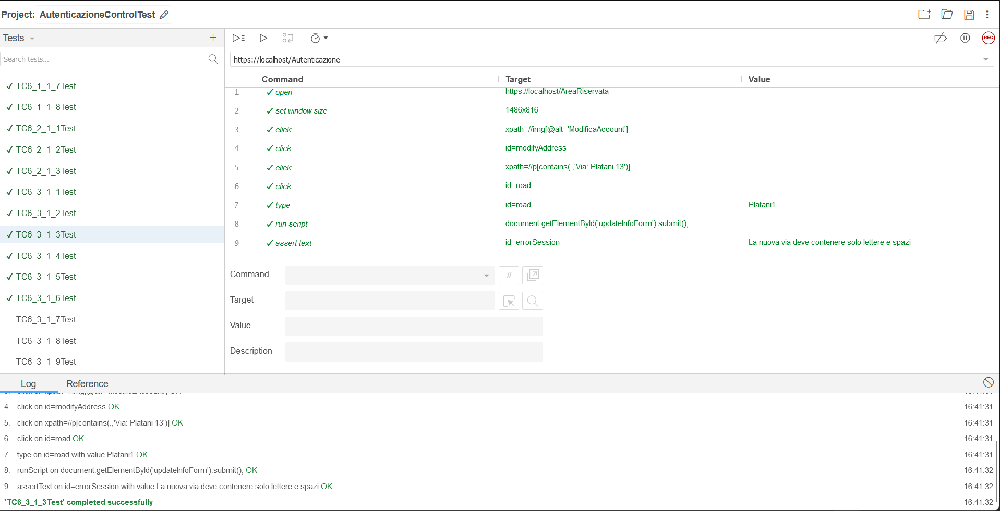 Project: AutenticazioneControlTest
Tests
Search tests...
TC6_1_1_7Test
TC6_1_1_8Test
TC6_2_1_1Test
TC6_2_1_2Test
TC6_2_1_3Test
TC6_3_1_1Test
TC6_3_1_2Test
TC6_3_1_3Test
TC6_3_1_4Test
TC6_3_1_5Test
TC6_3_1_6Test
TC6_3_1_7Test
TC6_3_1_8Test
TC6_3_1_9Test
REC
https://localhost/Autenticazione
Command Target Value
1 ✓ open https://localhost/AreaRiservata
2 ✓ set window size 1486x816
3 ✓ click xpath=//img[@alt='ModificaAccount']
4 ✓ click id=modifyAddress
5 ✓ click xpath=//p[contains(.,'Via: Platani 13')]
6 ✓ click id=road
7 ✓ type id=road Platani1
8 ✓ run script document.getElementById('updateInfoForm').submit();
9 ✓ assert text id=errorSession La nuova via deve contenere solo lettere e spazi
Command //
Target
Value
Description
Log Reference
4. click on id=modifyAddress OK 16:41:31
5. click on xpath=//p[contains(.,'Via: Platani 13')] OK 16:41:31
6. click on id=road OK 16:41:31
7. type on id=road with value Platani1 OK 16:41:31
8. runScript on document.getElementById('updateInfoForm').submit(); OK 16:41:32
9. assertText on id=errorSession with value La nuova via deve contenere solo lettere e spazi OK 16:41:32
'TC6_3_1_3Test' completed successfully 16:41:32